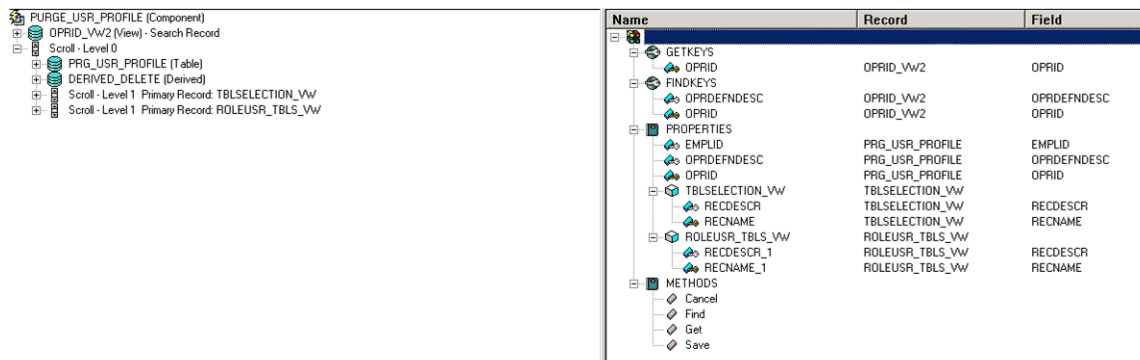 PURGE_USR_PROFILE (Component)
OPRID_VW2 (View) - Search Record
Scroll - Level 0
PRG_USR_PROFILE (Table)
DERIVED_DELETE (Derived)
Scroll - Level 1  Primary Record: TBLSELECTION_VW
Scroll - Level 1  Primary Record: ROLEUSR_TBLS_VW
Name Record Field
GETKEYS
OPRID OPRID_VW2 OPRID
FINDKEYS
OPRDEFNDESC OPRID_VW2 OPRDEFNDESC
OPRID OPRID_VW2 OPRID
PROPERTIES
EMPLID PRG_USR_PROFILE EMPLID
OPRDEFNDESC PRG_USR_PROFILE OPRDEFNDESC
OPRID PRG_USR_PROFILE OPRID
TBLSELECTION_VW TBLSELECTION_VW
RECDESCR TBLSELECTION_VW RECDESCR
RECNAME TBLSELECTION_VW RECNAME
ROLEUSR_TBLS_VW ROLEUSR_TBLS_VW
RECDESCR_1 ROLEUSR_TBLS_VW RECDESCR
RECNAME_1 ROLEUSR_TBLS_VW RECNAME
METHODS
Cancel
Find
Get
Save